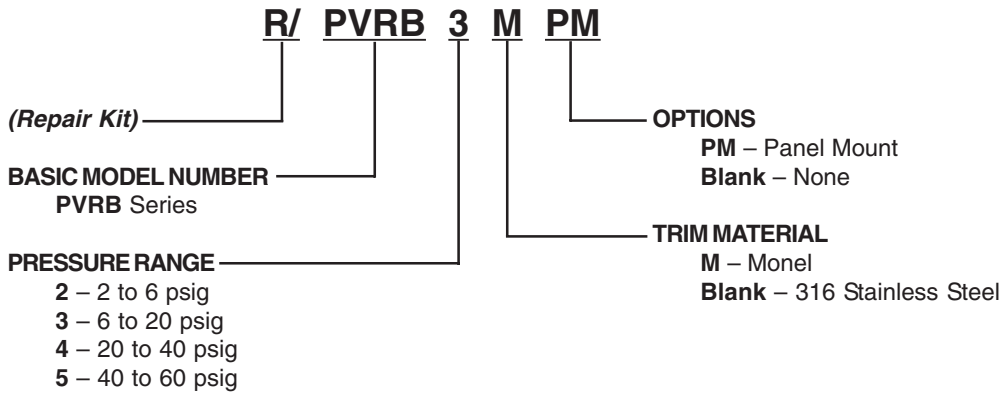 R/ PVRB 3 M PM
(Repair Kit)
BASIC MODEL NUMBER
PVRB Series
PRESSURE RANGE
2 – 2 to 6 psig
3 – 6 to 20 psig
4 – 20 to 40 psig
5 – 40 to 60 psig
OPTIONS
PM – Panel Mount
Blank – None
TRIM MATERIAL
M – Monel
Blank – 316 Stainless Steel